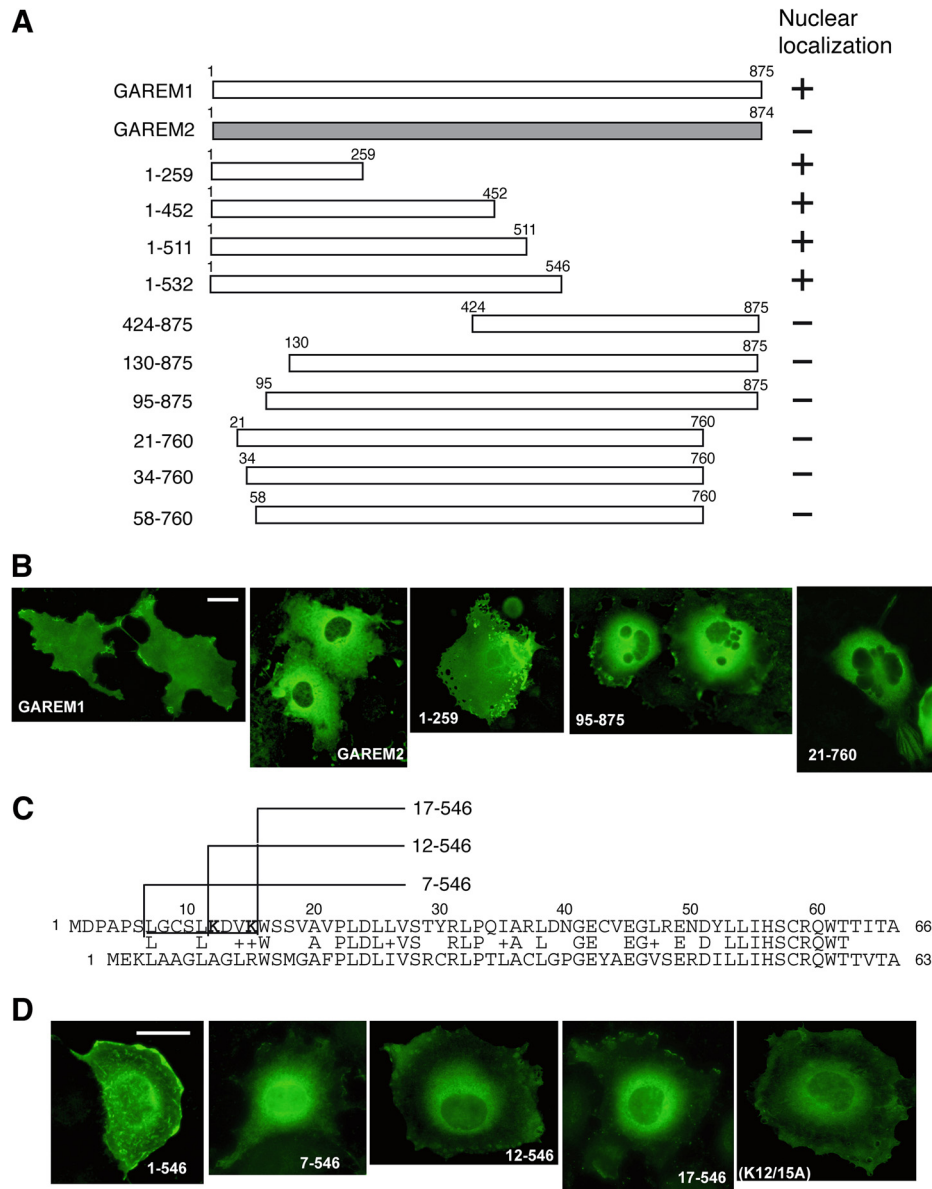 A
Nuclear
localization
1 875
GAREM1 +
1 874
GAREM2 −
1 259
1-259 +
1 452
1-452 +
1 511
1-511 +
1 546
1-532 +
424 875
424-875 −
130 875
130-875 −
95 875
95-875 −
21 760
21-760 −
34 760
34-760 −
58 760
58-760 −
B
GAREM1
GAREM2
1-259
95-875
21-760
C
17-546
12-546
7-546
10 20 30 40 50 60
1 MDPAPSLGCSLKDVKWSSVAVPLDLLVSTYRLPQIARLDNGECVEGLRENDYLLIHSCRQWTTITA 66
L L ++W A PLDL+VS RLP +A L GE EG+ E D LLIHSCRQWT
1 MEKLAAGLAGLRWSMGAFPLDLIVSRCRLPTLACLGPGEYAEGVSERDILLIHSCRQWTTVTA 63
D
1-546
7-546
12-546
17-546
(K12/15A)